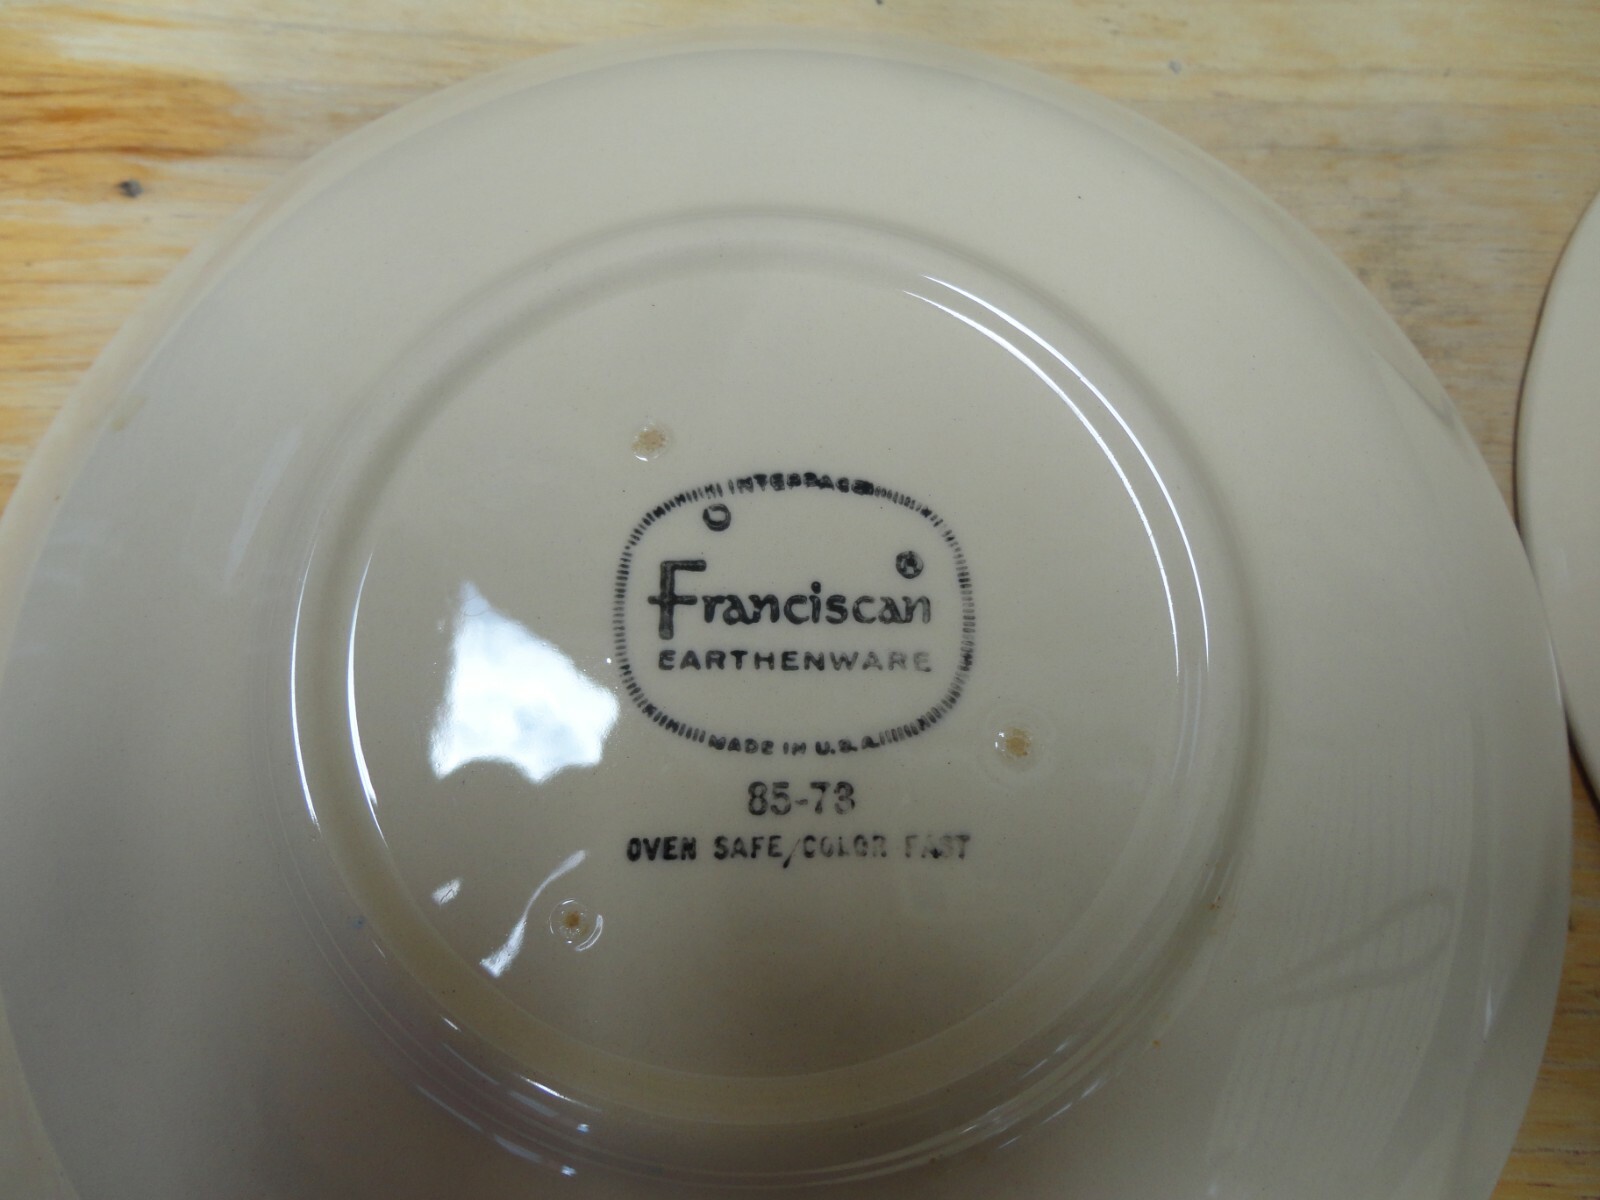 INTERPACE
©
Franciscan ®
EARTHENWARE
MADE IN U.S.A.
85-73
OVEN SAFE/COLOR FAST